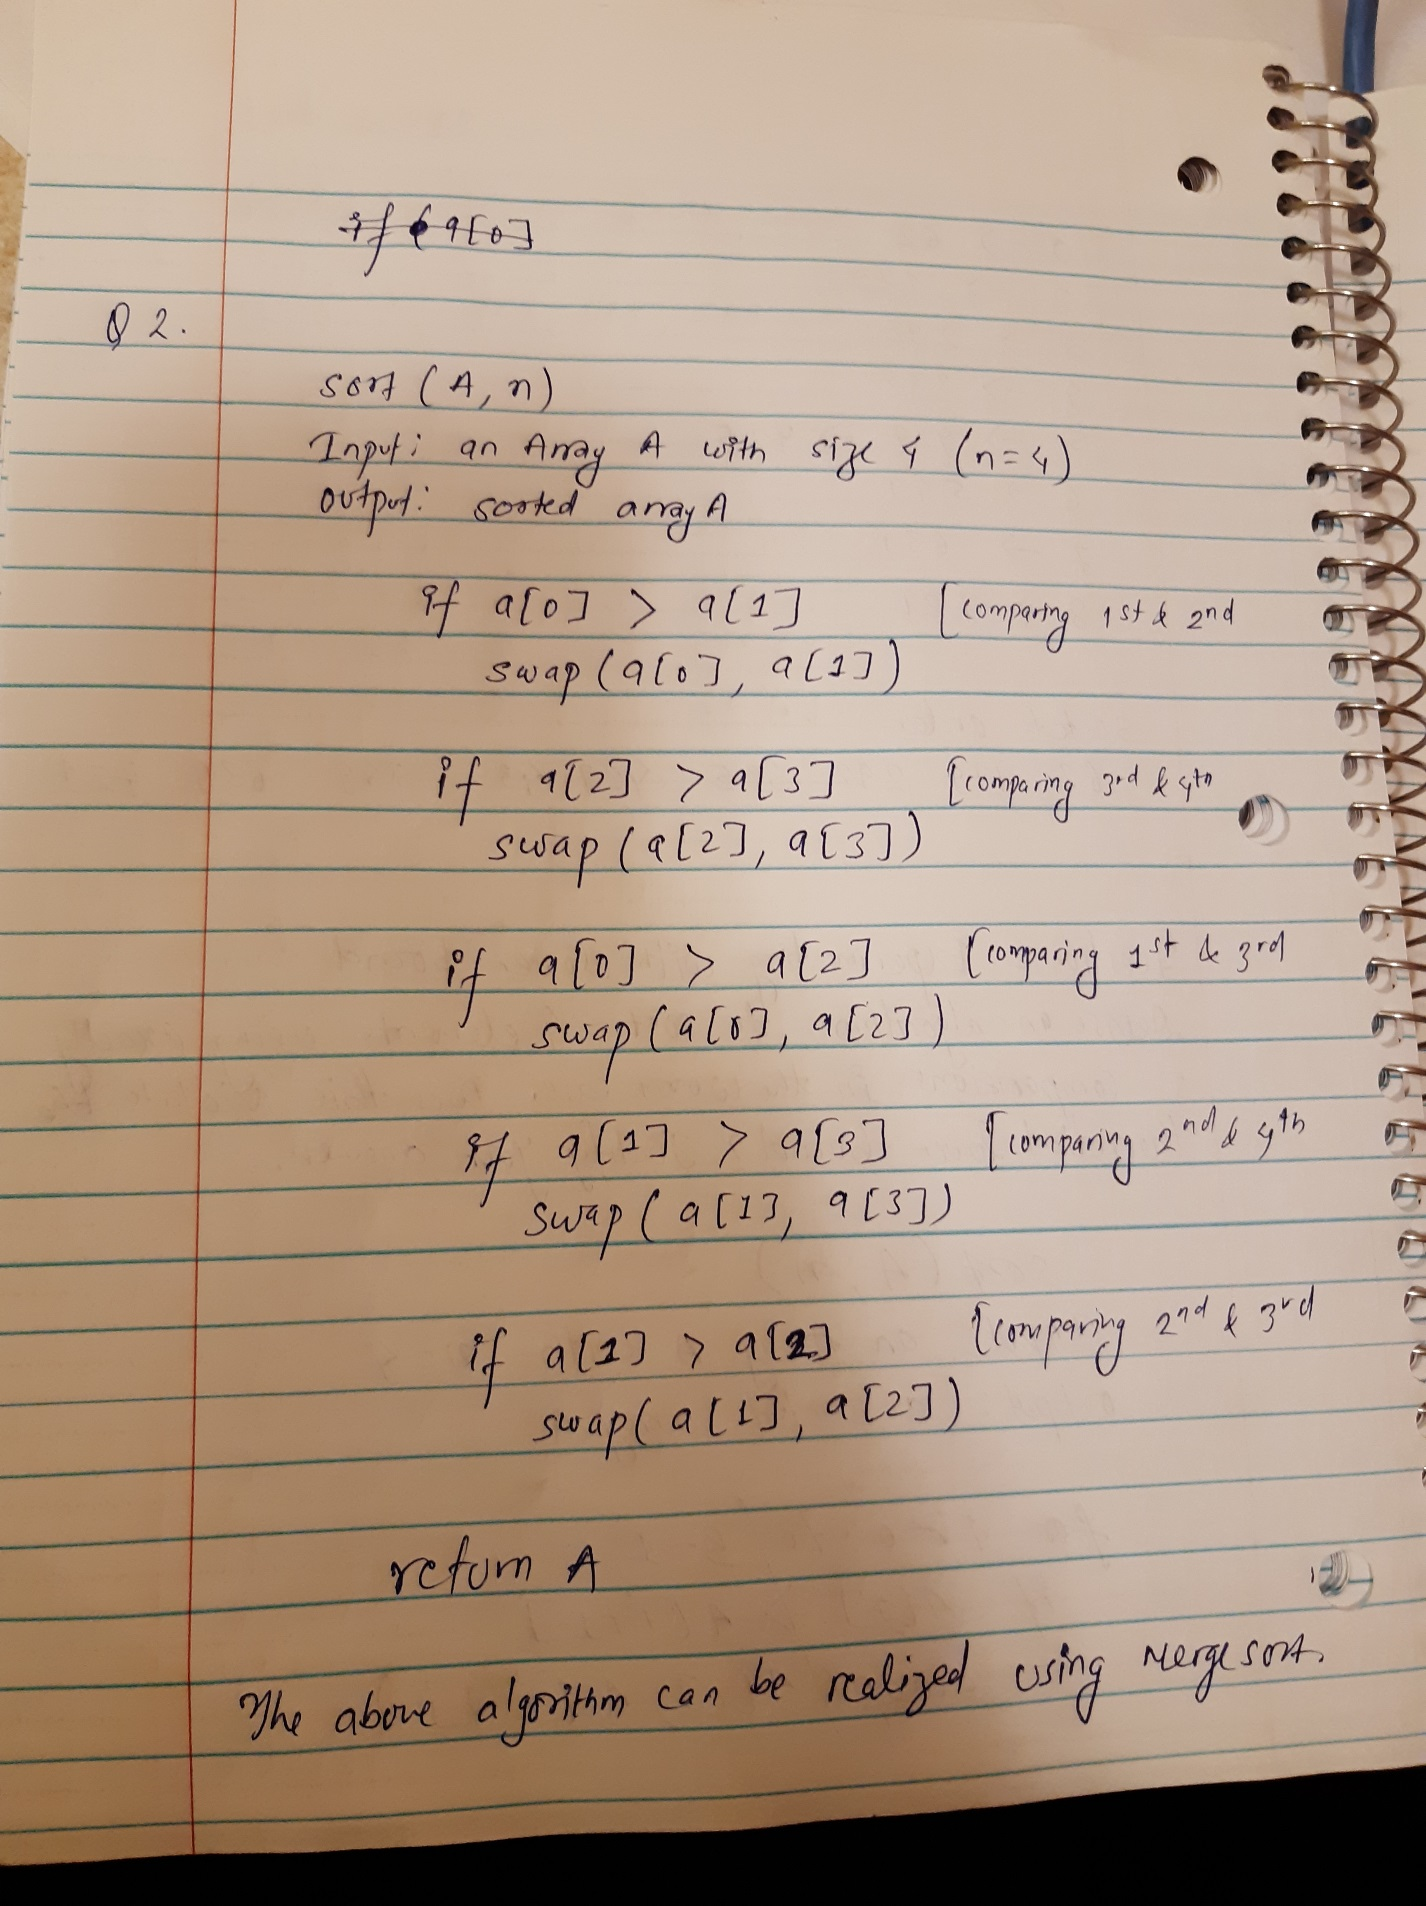 if ( a[0]
Q 2.
sort (A, n)
Input: an Array A with size 4 (n=4)
output: sorted array A
if a[0] > a[1] [comparing 1st & 2nd
swap (a[0], a[1])
if a[2] > a[3] [comparing 3rd & 4th
swap (a[2], a[3])
if a[0] > a[2] [comparing 1st & 3rd
swap (a[0], a[2])
if a[1] > a[3] [comparing 2nd & 4th
swap (a[1], a[3])
if a[1] > a[2] [comparing 2nd & 3rd
swap( a[1], a[2])
return A
The above algorithm can be realized using Merge sort.